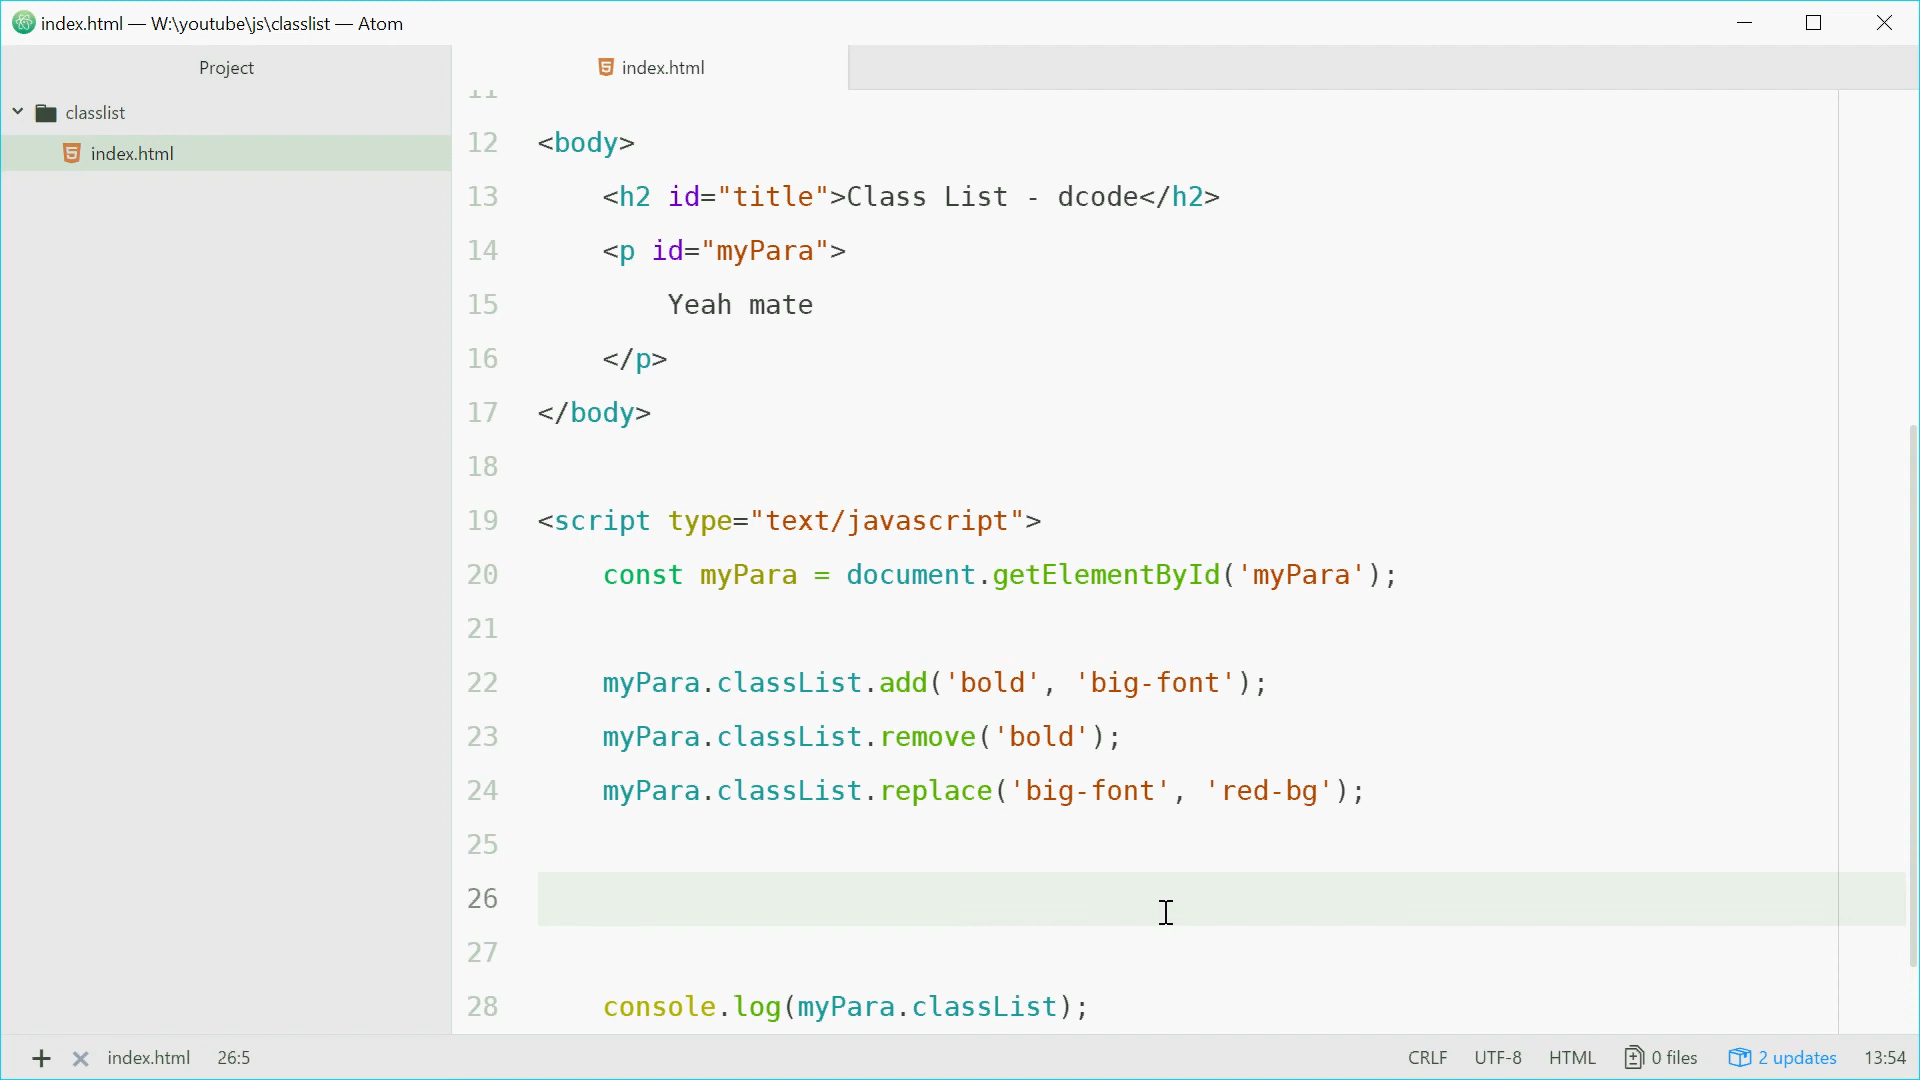 index.html — W:\youtube\js\classlist — Atom
Project
index.html
classlist
index.html
11
12 <body>
13 <h2 id="title">Class List - dcode</h2>
14 <p id="myPara">
15 Yeah mate
16 </p>
17 </body>
18
19 <script type="text/javascript">
20 const myPara = document.getElementById('myPara');
21
22 myPara.classList.add('bold', 'big-font');
23 myPara.classList.remove('bold');
24 myPara.classList.replace('big-font', 'red-bg');
25
26
27
28 console.log(myPara.classList);
index.html 26:5 CRLF UTF-8 HTML 0 files 2 updates 13:54